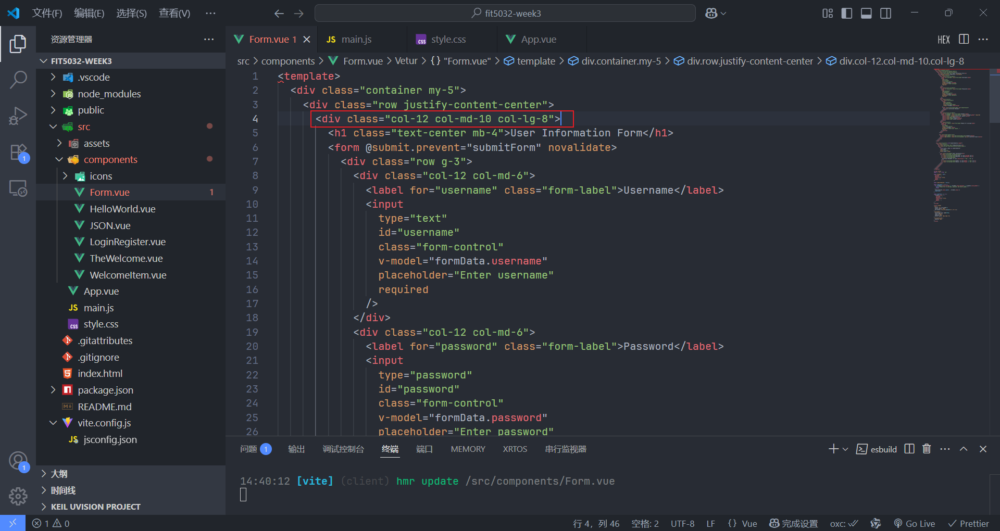 文件(F) 编辑(E) 选择(S) 查看(V) ··· fit5032-week3
资源管理器 ···
FIT5032-WEEK3
.vscode
node_modules
public
src
assets
components
icons
Form.vue 1
HelloWorld.vue
JSON.vue
LoginRegister.vue
TheWelcome.vue
WelcomeItem.vue
App.vue
JS main.js
css style.css
.gitattributes
.gitignore
index.html
package.json
README.md
vite.config.js
JS jsconfig.json
大纲
时间线
KEIL UVISION PROJECT
1
1
Form.vue 1 JS main.js css style.css App.vue HEX ···
src > components > Form.vue > Vetur > {} "Form.vue" > template > div.container.my-5 > div.row.justify-content-center > div.col-12.col-md-10.col-lg-8
1 <template>
2 <div class="container my-5">
3 <div class="row justify-content-center">
4 <div class="col-12 col-md-10 col-lg-8">
5 <h1 class="text-center mb-4">User Information Form</h1>
6 <form @submit.prevent="submitForm" novalidate>
7 <div class="row g-3">
8 <div class="col-12 col-md-6">
9 <label for="username" class="form-label">Username</label>
10 <input
11 type="text"
12 id="username"
13 class="form-control"
14 v-model="formData.username"
15 placeholder="Enter username"
16 required
17 />
18 </div>
19 <div class="col-12 col-md-6">
20 <label for="password" class="form-label">Password</label>
21 <input
22 type="password"
23 id="password"
24 class="form-control"
25 v-model="formData.password"
26 placeholder="Enter password"
问题 1 输出 调试控制台 终端 端口 MEMORY XRTOS 串行监视器 esbuild ···
14:40:12 [vite] (client) hmr update /src/components/Form.vue
1 0 行 4，列 46 空格: 2 UTF-8 LF {} Vue 完成设置 oxc: Go Live Prettier